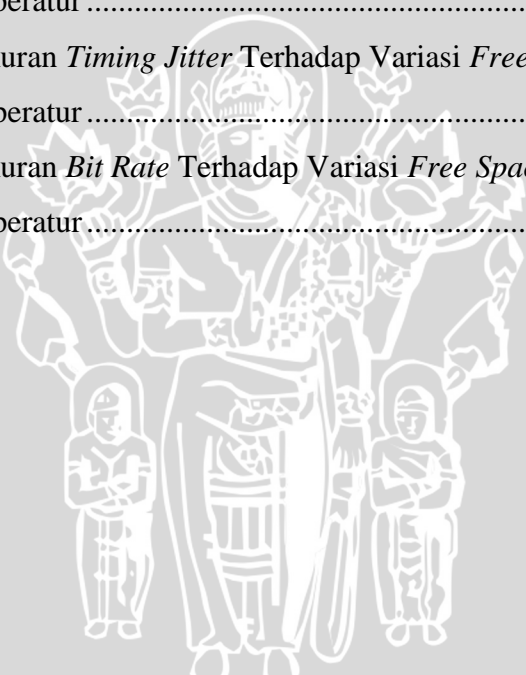 peratur ..........................................................
uran Timing Jitter Terhadap Variasi Free
peratur ..........................................................
uran Bit Rate Terhadap Variasi Free Spac
peratur ..........................................................